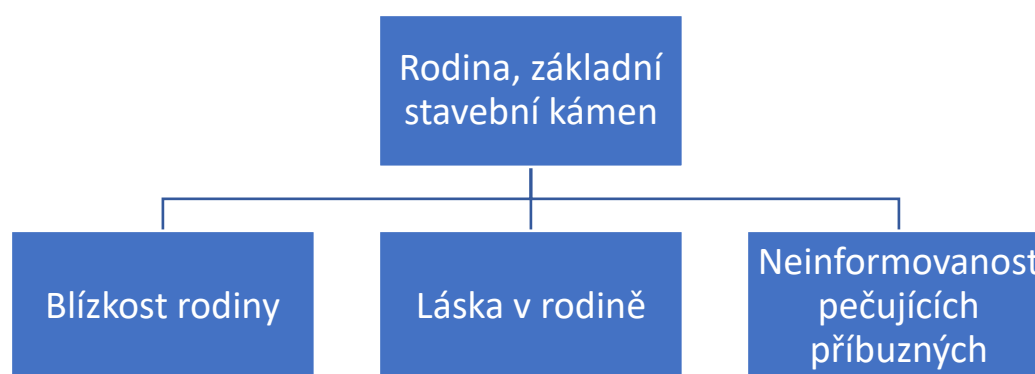 Rodina, základní
stavební kámen
Blízkost rodiny
Láska v rodině
Neinformovanost
pečujících
příbuzných